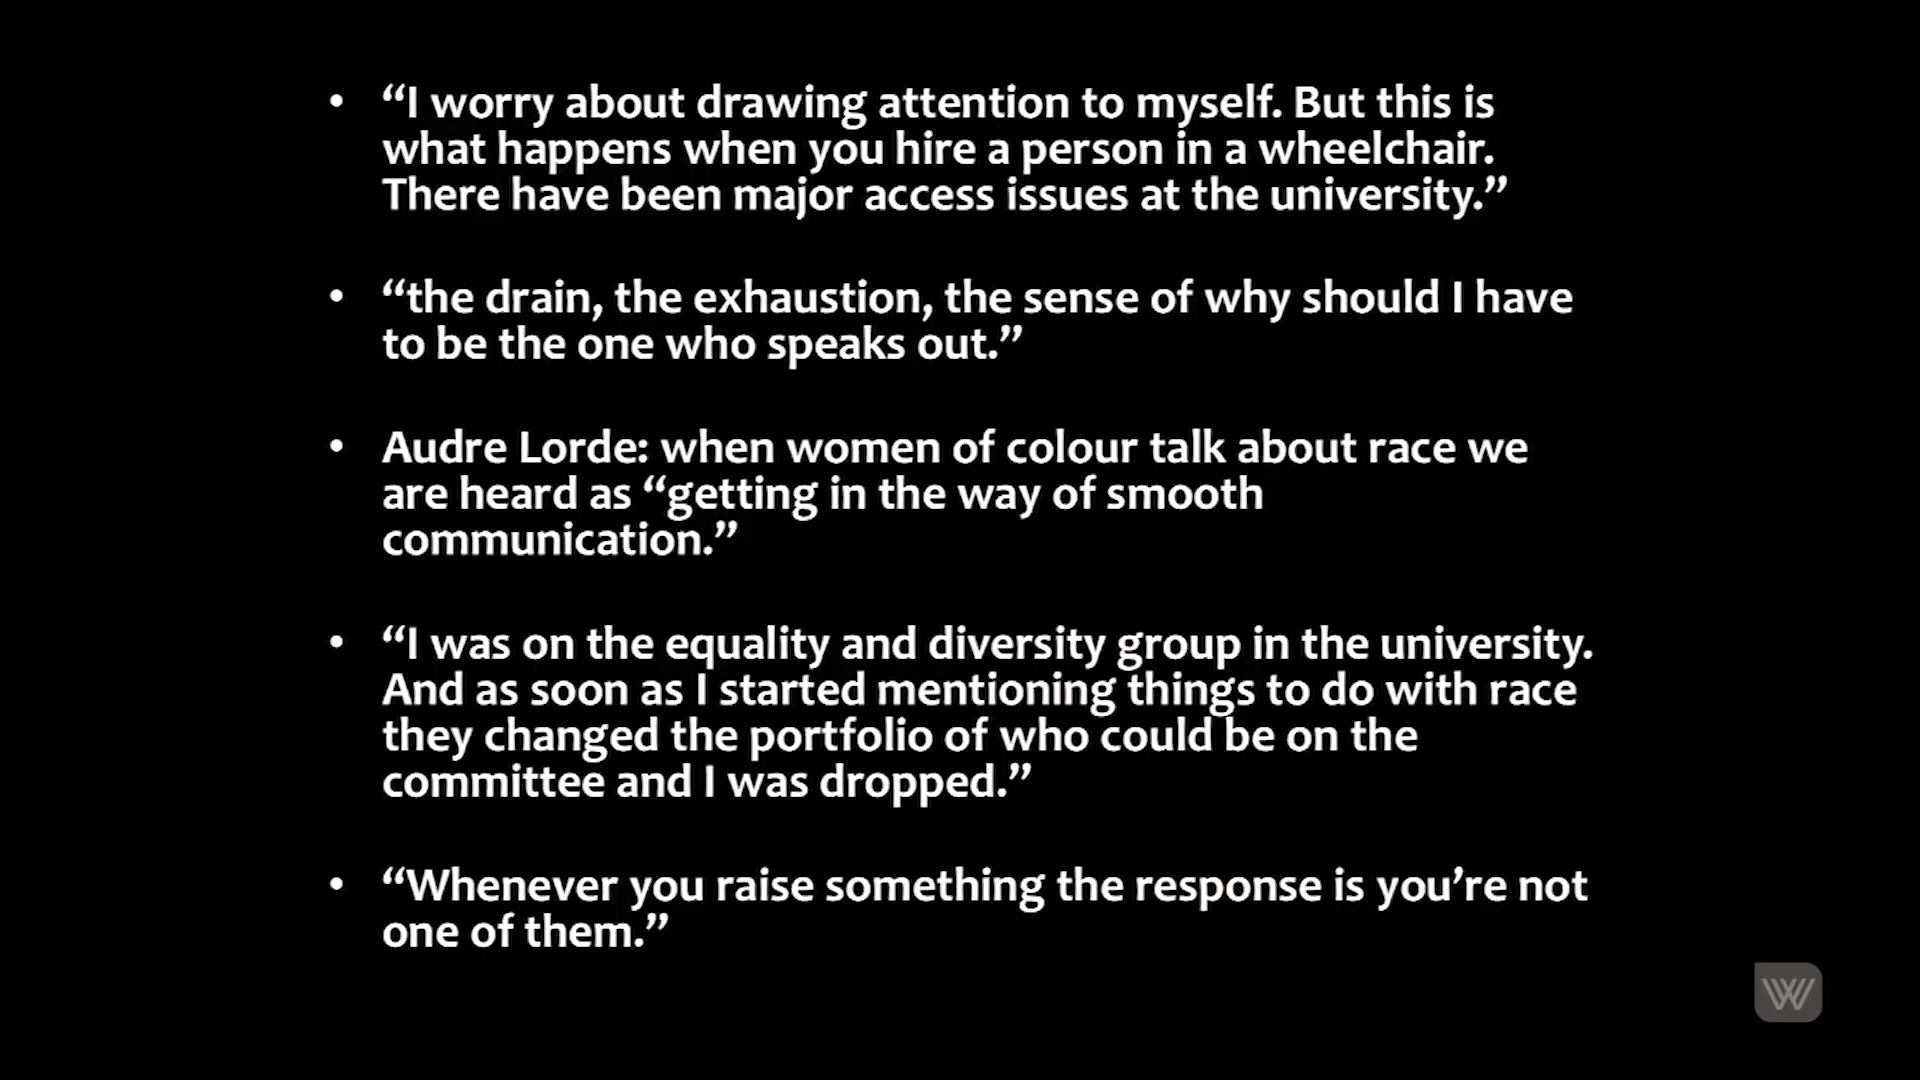 • “I worry about drawing attention to myself. But this is
what happens when you hire a person in a wheelchair.
There have been major access issues at the university.”
• “the drain, the exhaustion, the sense of why should I have
to be the one who speaks out.”
• Audre Lorde: when women of colour talk about race we
are heard as “getting in the way of smooth
communication.”
• “I was on the equality and diversity group in the university.
And as soon as I started mentioning things to do with race
they changed the portfolio of who could be on the
committee and I was dropped.”
• “Whenever you raise something the response is you’re not
one of them.”
W